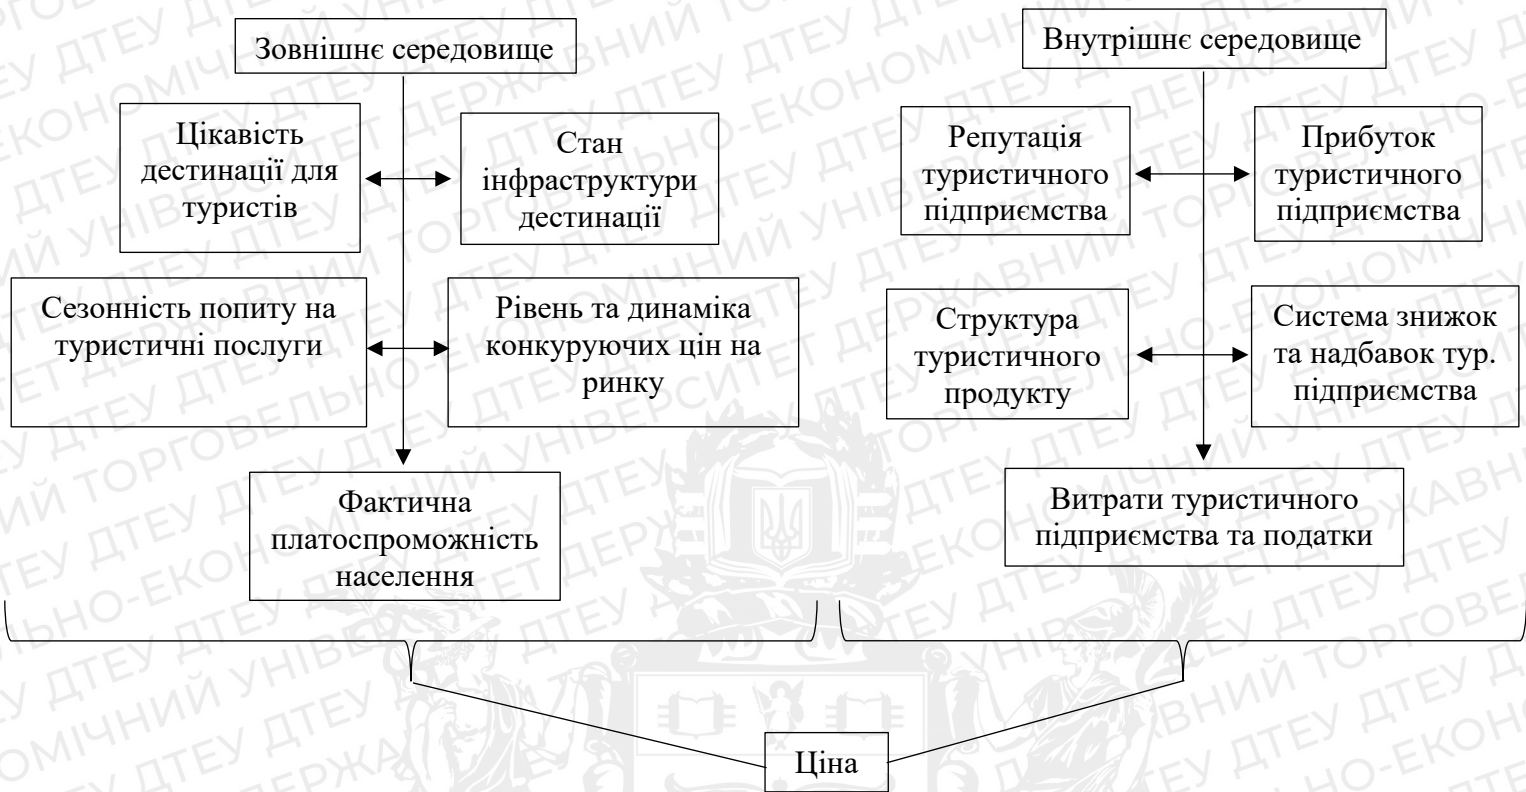 Зовнішнє середовище
Внутрішнє середовище
Цікавість
дестинації для
туристів
Стан
інфраструктури
дестинації
Репутація
туристичного
підприємства
Прибуток
туристичного
підприємства
Сезонність попиту на
туристичні послуги
Рівень та динаміка
конкуруючих цін на
ринку
Структура
туристичного
продукту
Система знижок
та надбавок тур.
підприємства
Фактична
платоспроможність
населення
Витрати туристичного
підприємства та податки
Ціна